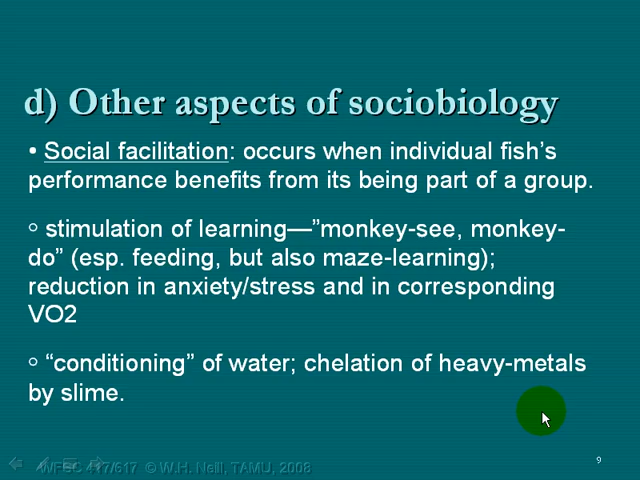 d) Other aspects of sociobiology
• Social facilitation: occurs when individual fish’s
performance benefits from its being part of a group.
o stimulation of learning—”monkey-see, monkey-
do” (esp. feeding, but also maze-learning);
reduction in anxiety/stress and in corresponding
VO2
o “conditioning” of water; chelation of heavy-metals
by slime.
WFSC 417/617 © W.H. Neill, TAMU, 2008
9